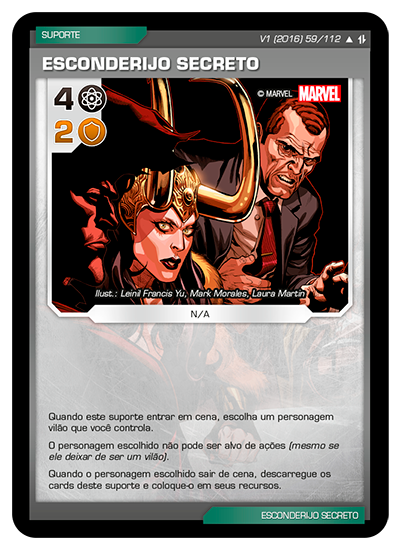 SUPORTE
V1 (2016) 59/112
ESCONDERIJO SECRETO
4
2
© MARVEL MARVEL
Ilust.: Leinil Francis Yu, Mark Morales, Laura Martin
N/A
Quando este suporte entrar em cena, escolha um personagem
vilão que você controla.
O personagem escolhido não pode ser alvo de ações (mesmo se
ele deixar de ser um vilão).
Quando o personagem escolhido sair de cena, descarregue os
cards deste suporte e coloque-o em seus recursos.
ESCONDERIJO SECRETO